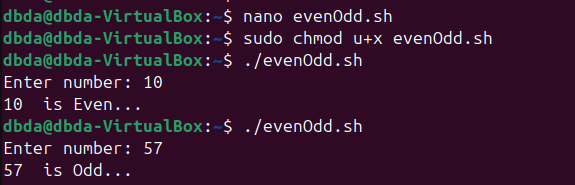 dbda@dbda-VirtualBox:~$ nano evenOdd.sh
dbda@dbda-VirtualBox:~$ sudo chmod u+x evenOdd.sh
dbda@dbda-VirtualBox:~$ ./evenOdd.sh
Enter number: 10
10  is Even...
dbda@dbda-VirtualBox:~$ ./evenOdd.sh
Enter number: 57
57  is Odd...